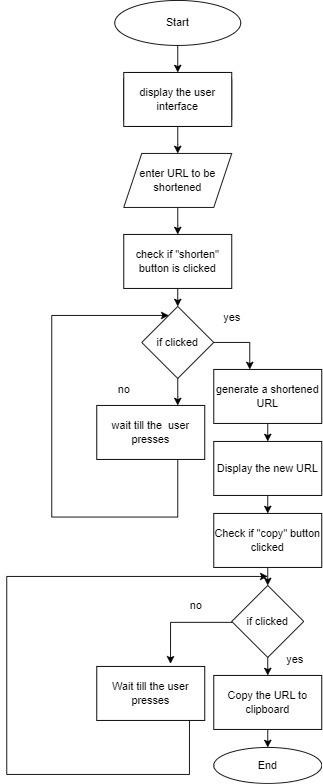 Start
display the user
interface
enter URL to be
shortened
check if "shorten"
button is clicked
yes
if clicked
no
generate a shortened
URL
wait till the user
presses
Display the new URL
Check if "copy" button
clicked
no
if clicked
yes
Wait till the user
presses
Copy the URL to
clipboard
End